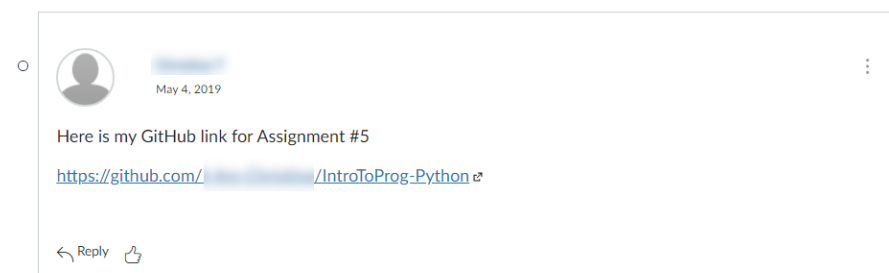 May 4, 2019
Here is my GitHub link for Assignment #5
https://github.com/ /IntroToProg-Python
Reply